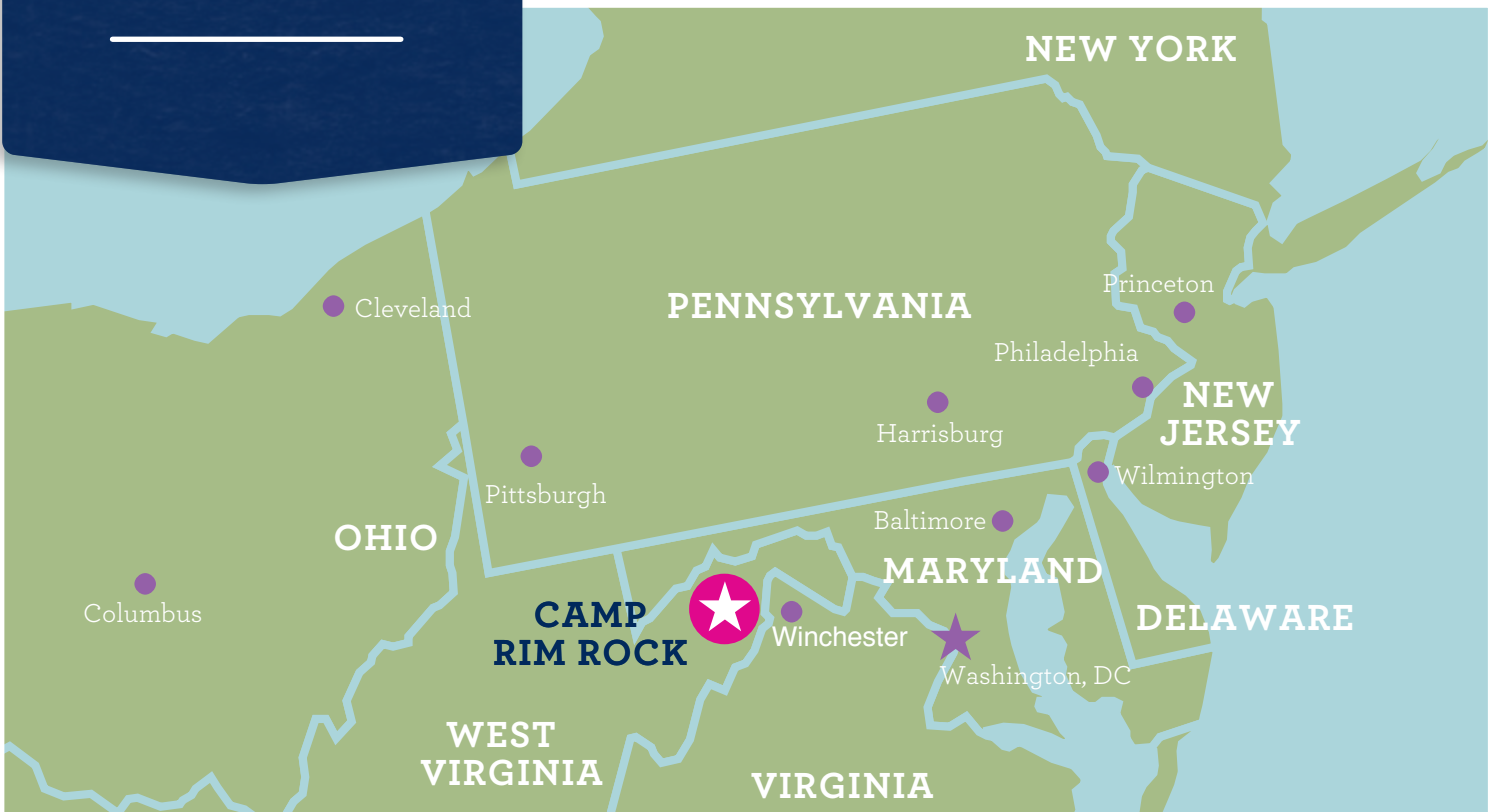 NEW YORK
Princeton
Cleveland
PENNSYLVANIA
Philadelphia
NEW
JERSEY
Harrisburg
Wilmington
Pittsburgh
Baltimore
OHIO
MARYLAND
Columbus
CAMP
RIM ROCK
Winchester
DELAWARE
Washington, DC
WEST
VIRGINIA
VIRGINIA